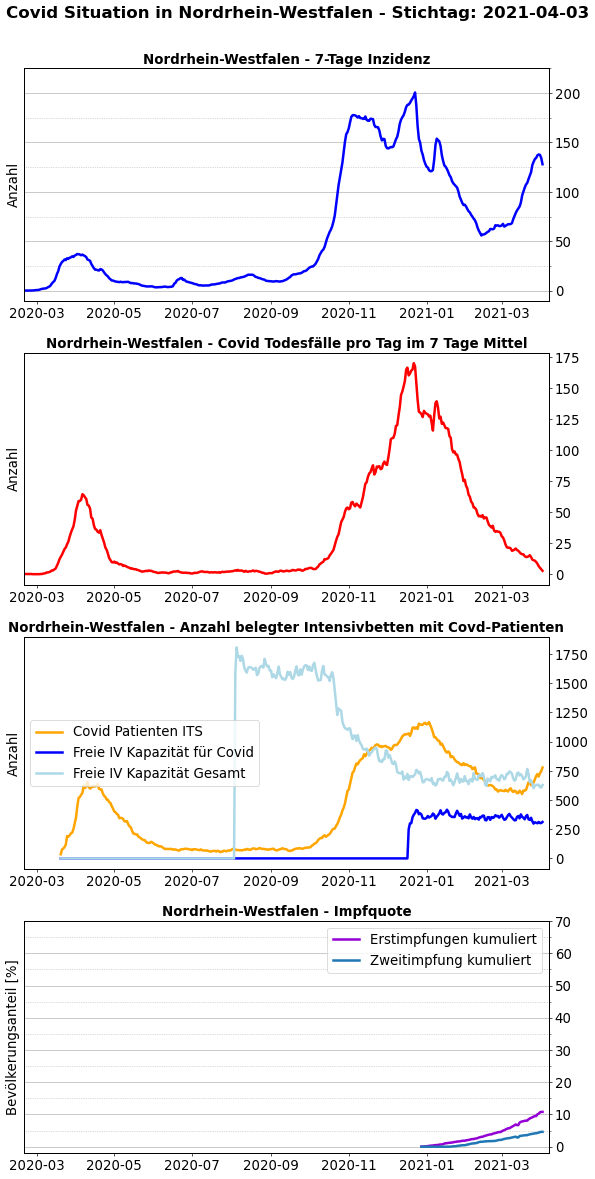 Covid Situation in Nordrhein-Westfalen - Stichtag: 2021-04-03
Nordrhein-Westfalen - 7-Tage Inzidenz
Anzahl
200
150
100
50
0
2020-03 2020-05 2020-07 2020-09 2020-11 2021-01 2021-03
Nordrhein-Westfalen - Covid Todesfälle pro Tag im 7 Tage Mittel
Anzahl
175
150
125
100
75
50
25
0
2020-03 2020-05 2020-07 2020-09 2020-11 2021-01 2021-03
Nordrhein-Westfalen - Anzahl belegter Intensivbetten mit Covd-Patienten
Anzahl
Covid Patienten ITS
Freie IV Kapazität für Covid
Freie IV Kapazität Gesamt
1750
1500
1250
1000
750
500
250
0
2020-03 2020-05 2020-07 2020-09 2020-11 2021-01 2021-03
Nordrhein-Westfalen - Impfquote
Bevölkerungsanteil [%]
Erstimpfungen kumuliert
Zweitimpfung kumuliert
70
60
50
40
30
20
10
0
2020-03 2020-05 2020-07 2020-09 2020-11 2021-01 2021-03